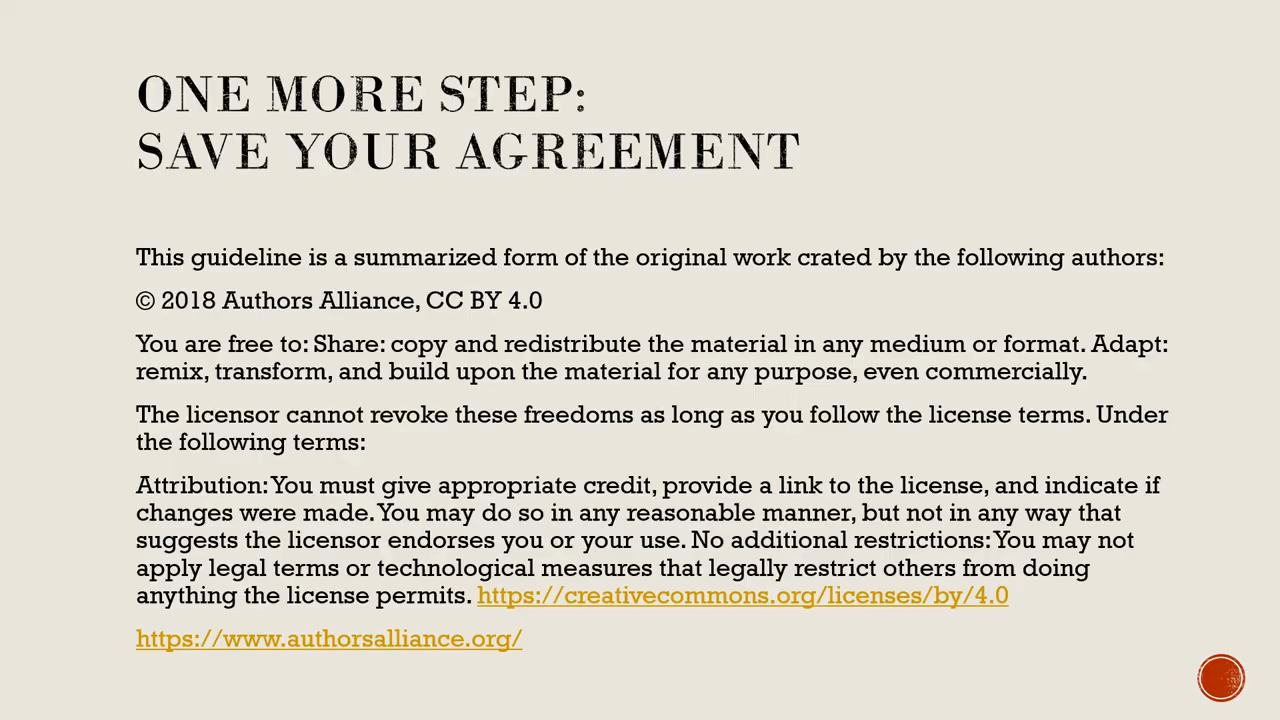 ONE MORE STEP:
SAVE YOUR AGREEMENT
This guideline is a summarized form of the original work crated by the following authors:
© 2018 Authors Alliance, CC BY 4.0
You are free to: Share: copy and redistribute the material in any medium or format. Adapt:
remix, transform, and build upon the material for any purpose, even commercially.
The licensor cannot revoke these freedoms as long as you follow the license terms. Under
the following terms:
Attribution: You must give appropriate credit, provide a link to the license, and indicate if
changes were made. You may do so in any reasonable manner, but not in any way that
suggests the licensor endorses you or your use. No additional restrictions: You may not
apply legal terms or technological measures that legally restrict others from doing
anything the license permits. https://creativecommons.org/licenses/by/4.0
https://www.authorsalliance.org/